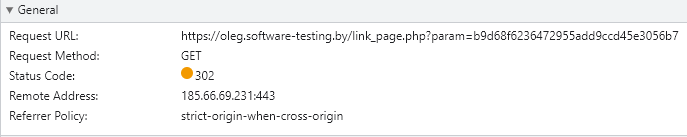 General
Request URL: https://oleg.software-testing.by/link_page.php?param=b9d68f6236472955add9ccd45e3056b7
Request Method: GET
Status Code: 302
Remote Address: 185.66.69.231:443
Referrer Policy: strict-origin-when-cross-origin